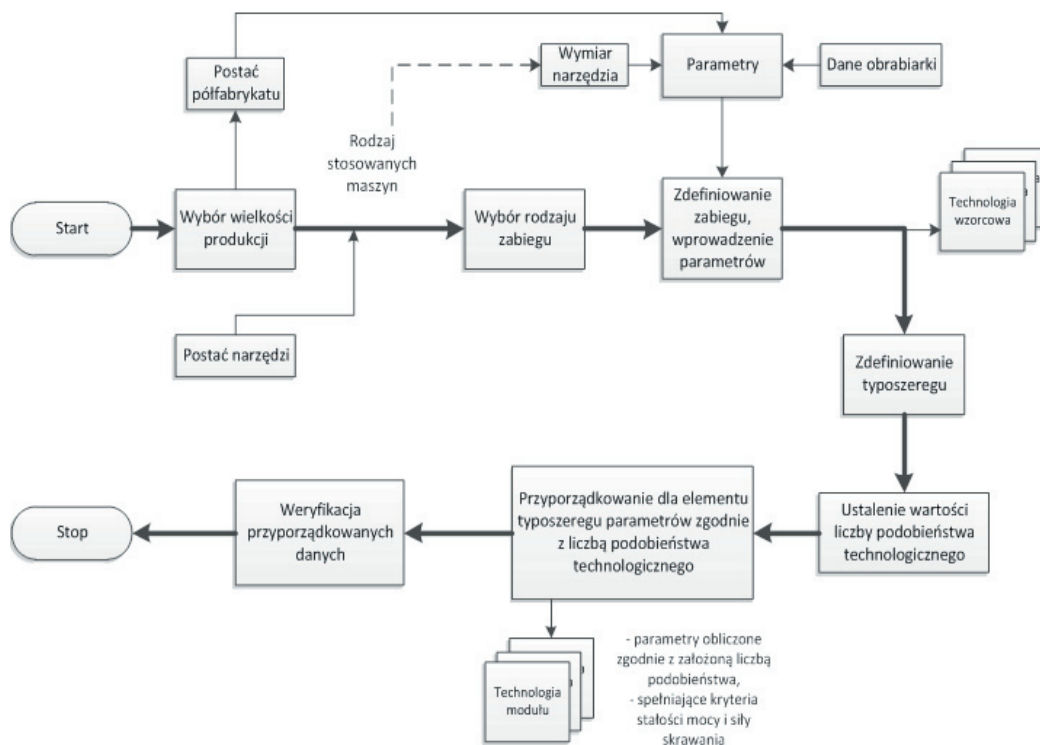 Postać
półfabrykatu
Wymiar
narzędzia
Parametry
Dane obrabiarki
Rodzaj
stosowanych
maszyn
Start
Wybór wielkości
produkcji
Wybór rodzaju
zabiegu
Zdefiniowanie
zabiegu,
wprowadzenie
parametrów
Technologia
wzorcowa
Postać narzędzi
Zdefiniowanie
typoszeregu
Stop
Weryfikacja
przyporządkowanych
danych
Przyporządkowanie dla elementu
typoszeregu parametrów zgodnie
z liczbą podobieństwa
technologicznego
Ustalenie wartości
liczby podobieństwa
technologicznego
Technologia
modułu
- parametry obliczone
zgodnie z założoną liczbą
podobieństwa,
- spełniające kryteria
stałości mocy i siły
skrawania